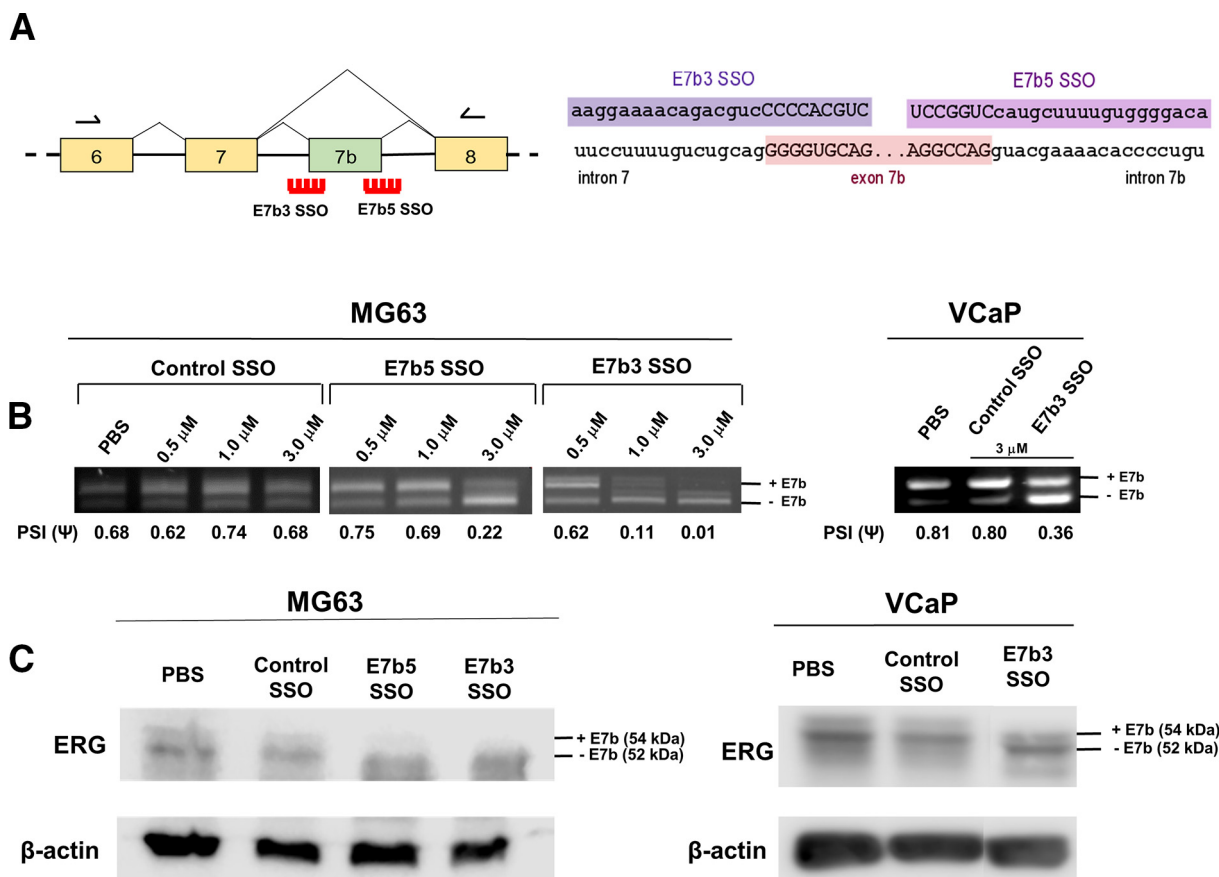 A
6
7
7b
8
E7b3 SSO
E7b5 SSO
E7b3 SSO
E7b5 SSO
aaggaaaacagacgucCCCCACGUC
UCCGGUCcaugcuuuuguggggaca
uuccuuuugucugcagGGGGUGCAG...AGGCCAGguacgaaaacaccccugu
intron 7
exon 7b
intron 7b
B
MG63
Control SSO
E7b5 SSO
E7b3 SSO
PBS
0.5 µM
1.0 µM
3.0 µM
0.5 µM
1.0 µM
3.0 µM
0.5 µM
1.0 µM
3.0 µM
+ E7b
- E7b
PSI (Ψ)
0.68 0.62 0.74 0.68 0.75 0.69 0.22 0.62 0.11 0.01
VCaP
PBS
Control SSO
E7b3 SSO
3 µM
+ E7b
- E7b
PSI (Ψ)
0.81 0.80 0.36
C
MG63
PBS
Control
SSO
E7b5
SSO
E7b3
SSO
ERG
+ E7b (54 kDa)
- E7b (52 kDa)
β-actin
VCaP
PBS
Control
SSO
E7b3
SSO
ERG
+ E7b (54 kDa)
- E7b (52 kDa)
β-actin